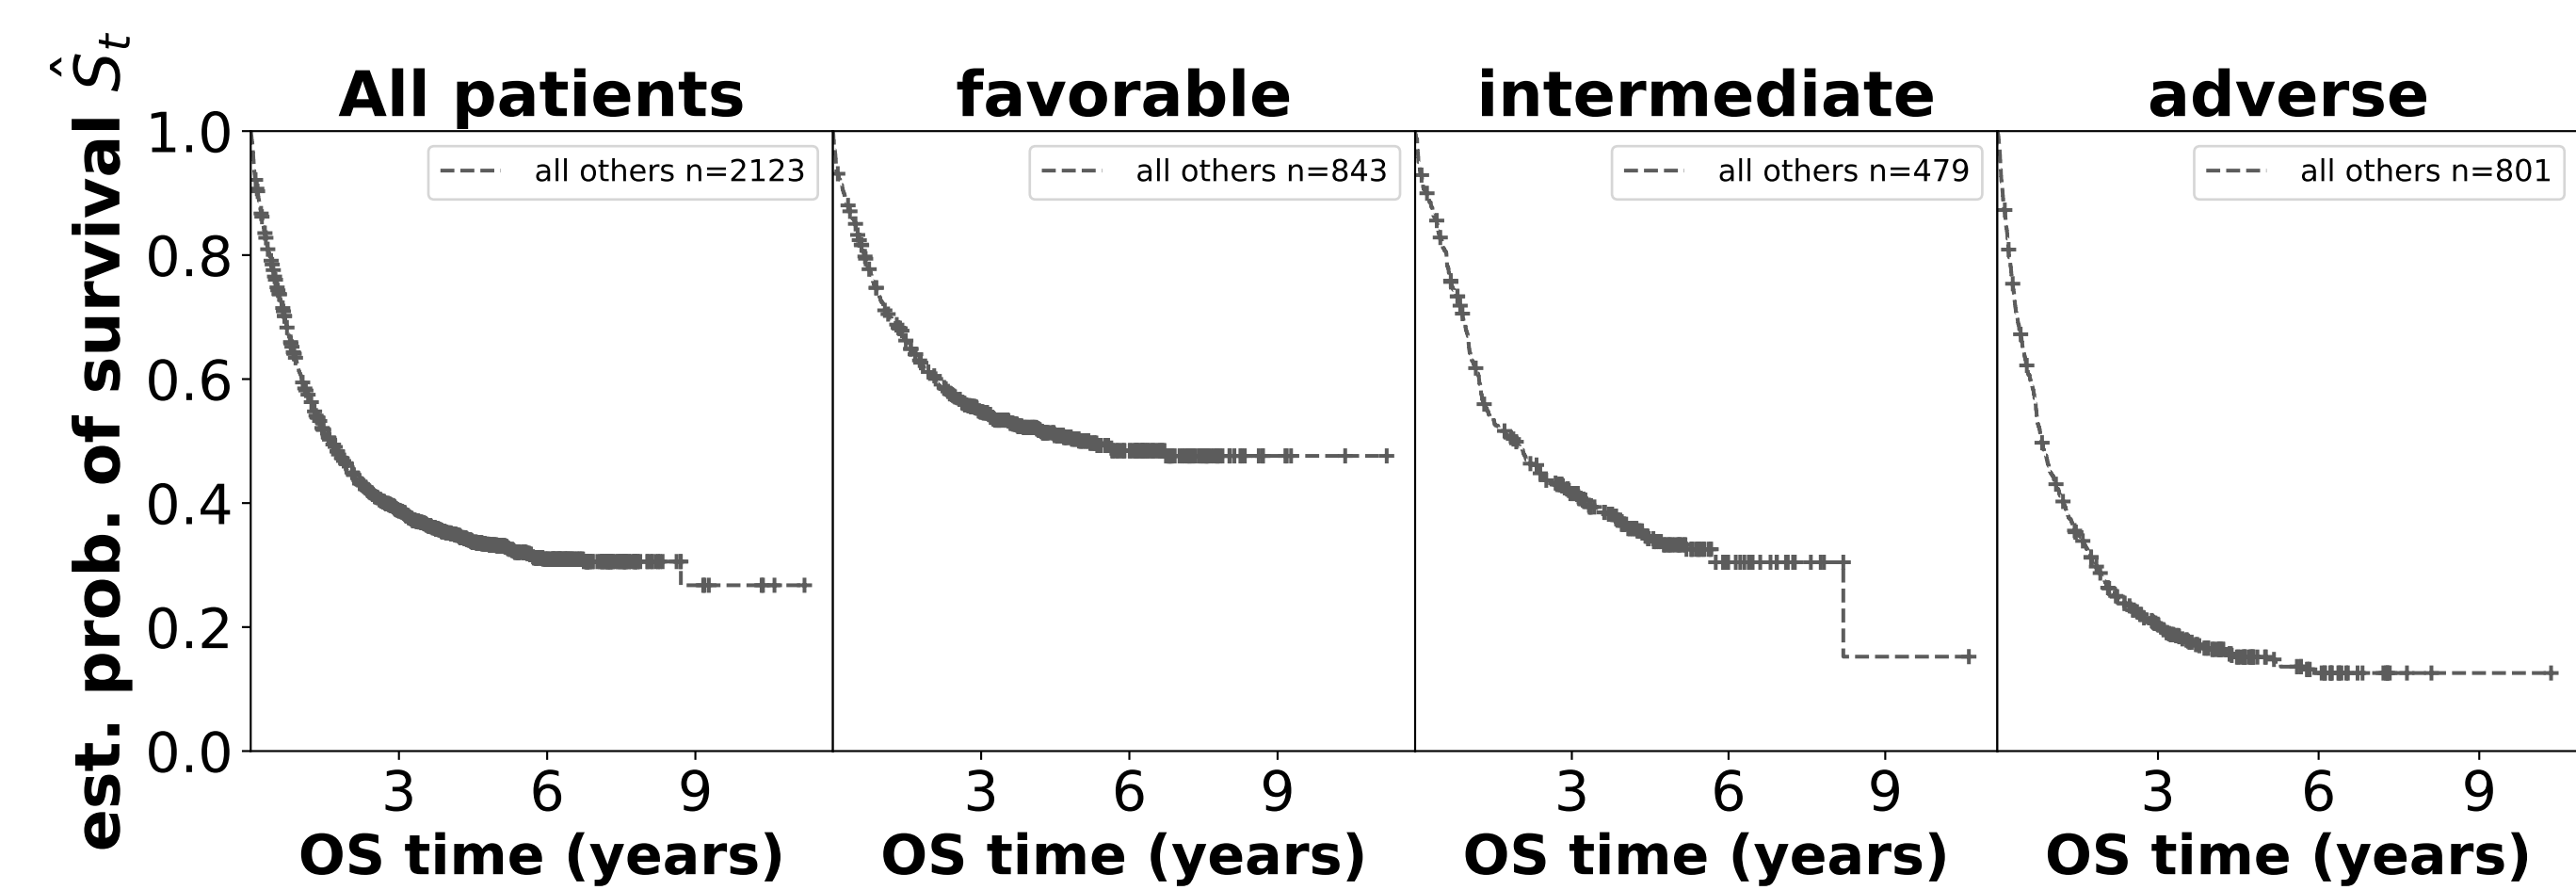 est. prob. of survival Ŝt
All patients
favorable
intermediate
adverse
1.0
0.8
0.6
0.4
0.2
0.0
all others n=2123
all others n=843
all others n=479
all others n=801
3 6 9
3 6 9
3 6 9
3 6 9
OS time (years)
OS time (years)
OS time (years)
OS time (years)